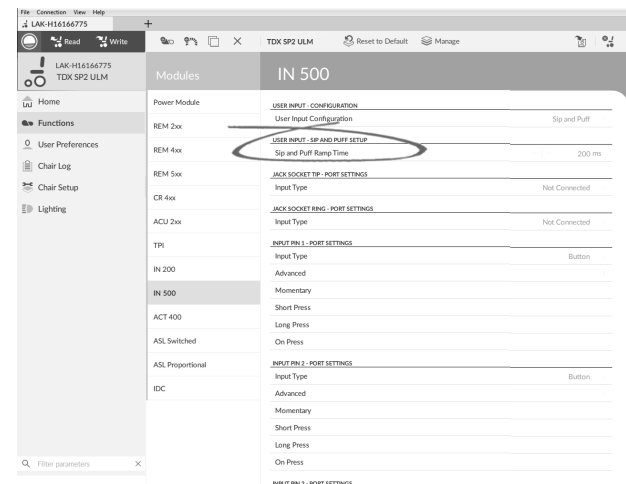 File Connection View Help
LAK-H16166775 +
Read Write TDX SP2 ULM Reset to Default Manage
LAK-H16166775
TDX SP2 ULM
Modules
IN 500
Home
Functions
User Preferences
Chair Log
Chair Setup
Lighting
Power Module
REM 2xx
REM 4xx
REM 5xx
CR 4xx
ACU 2xx
TPI
IN 200
IN 500
ACT 400
ASL Switched
ASL Proportional
IDC
USER INPUT - CONFIGURATION
User Input Configuration Sip and Puff
USER INPUT - SIP AND PUFF SETUP
Sip and Puff Ramp Time 200 ms
JACK SOCKET TIP - PORT SETTINGS
Input Type Not Connected
JACK SOCKET RING - PORT SETTINGS
Input Type Not Connected
INPUT PIN 1 - PORT SETTINGS
Input Type Button
Advanced
Momentary
Short Press
Long Press
On Press
INPUT PIN 2 - PORT SETTINGS
Input Type Button
Advanced
Momentary
Short Press
Long Press
On Press
INPUT PIN 3 - PORT SETTINGS
Filter parameters